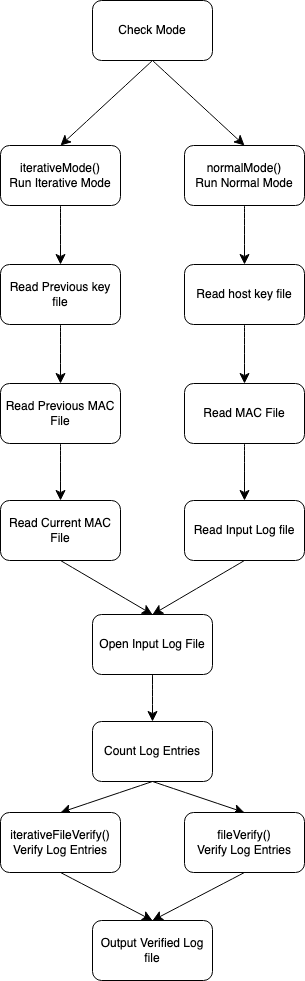 Check Mode
iterativeMode()
Run Iterative Mode
normalMode()
Run Normal Mode
Read Previous key
file
Read host key file
Read Previous MAC
File
Read MAC File
Read Current MAC
File
Read Input Log file
Open Input Log File
Count Log Entries
iterativeFileVerify()
Verify Log Entries
fileVerify()
Verify Log Entries
Output Verified Log
file